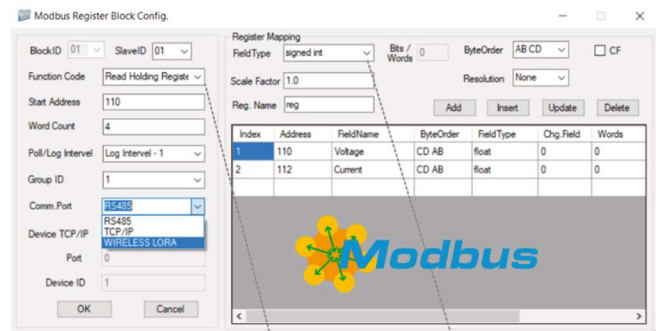 Modbus Register Block Config.
BlockID 01 SlaveID 01
Function Code Read Holding Registe
Start Address 110
Word Count 4
Poll/Log Intervel Log Intervel - 1
Group ID 1
Comm.Port RS485
RS485
TCP/IP
WIRELESS LORA
Device TCP/IP
Port 0
Device ID 1
OK Cancel
Register Mapping
FieldType signed int Bits / Words 0 ByteOrder AB CD CF
Scale Factor 1.0 Resolution None
Reg. Name reg Add Insert Update Delete
Index Address FieldName ByteOrder FieldType Chg.Field Words
1 110 Voltage CD AB float 0 0
2 112 Current CD AB float 0 0
Modbus